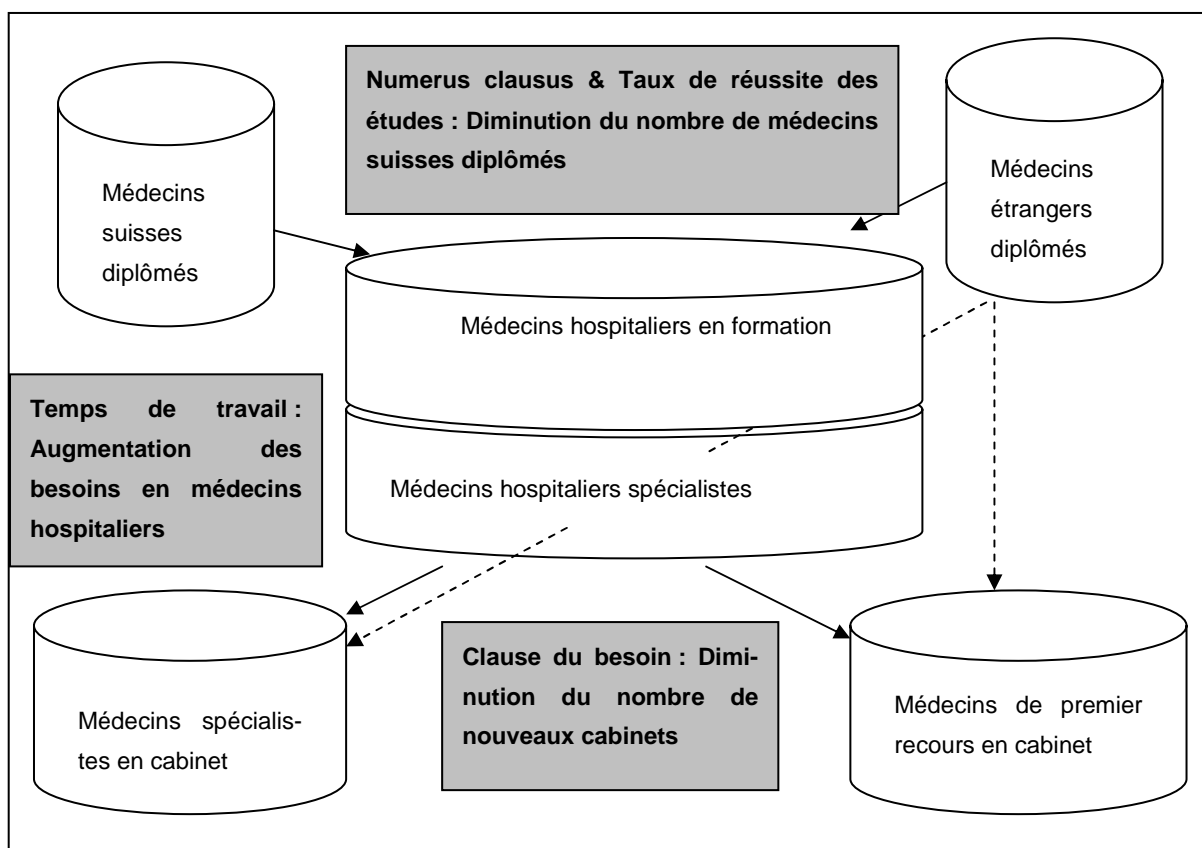 Numerus clausus & Taux de réussite des
études : Diminution du nombre de médecins
suisses diplômés
Médecins
suisses
diplômés
Médecins
étrangers
diplômés
Médecins hospitaliers en formation
Temps de travail :
Augmentation des
besoins en médecins
hospitaliers
Médecins hospitaliers spécialistes
Clause du besoin : Dimi-
nution du nombre de
nouveaux cabinets
Médecins spécialis-
tes en cabinet
Médecins de premier
recours en cabinet